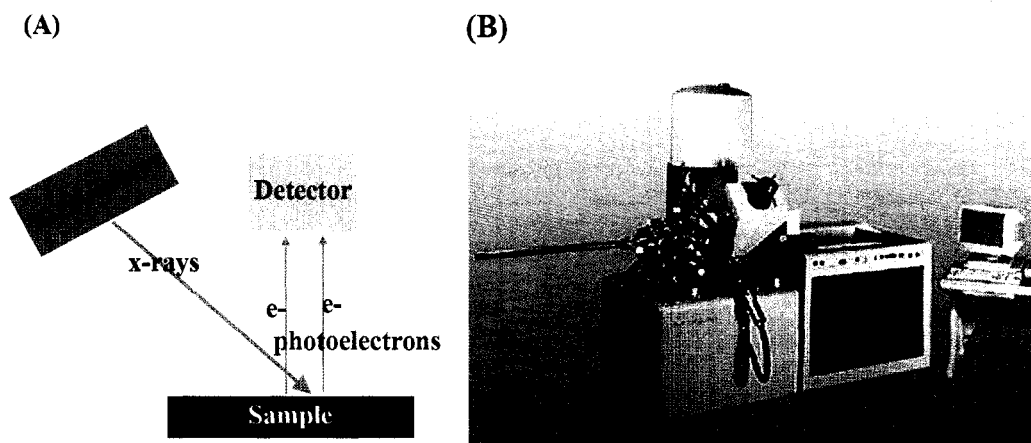 (A)
(B)
Detector
x-rays
e-
e-
photoelectrons
Sample